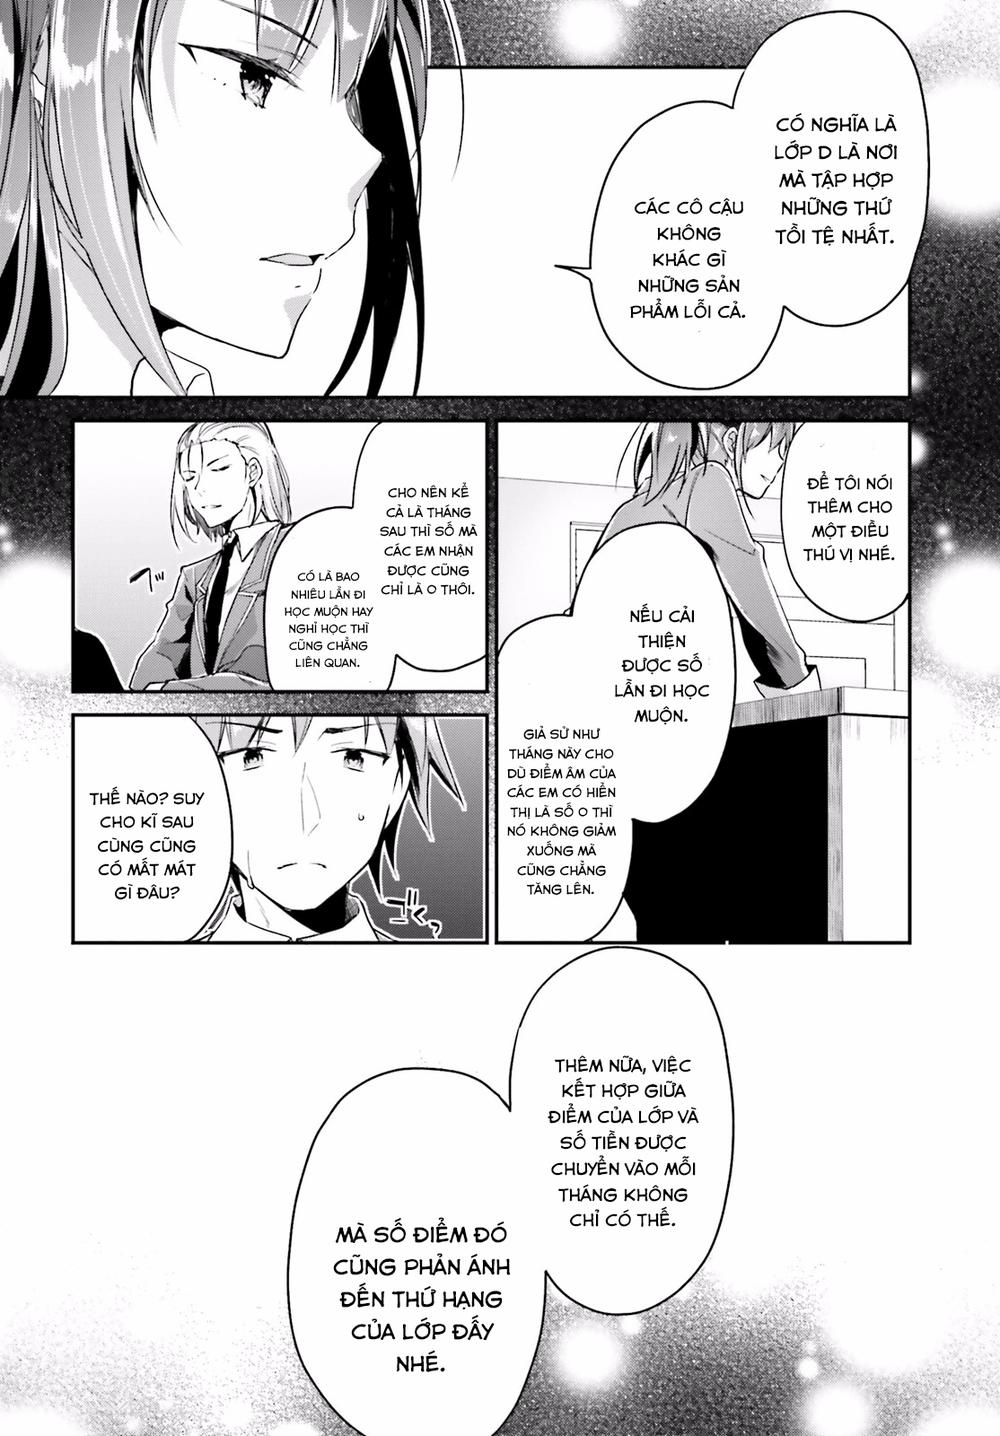 CÓ NGHĨA LÀ
LỚP D LÀ NƠI
MÀ TẬP HỢP
NHỮNG THỨ
TỒI TỆ NHẤT.
CÁC CÔ CẬU
KHÔNG
KHÁC GÌ
NHỮNG SẢN
PHẨM LỖI CẢ.
ĐỂ TÔI NÓI
THÊM CHO
MỘT ĐIỀU
THÚ VỊ NHÉ.
NẾU CẢI
THIỆN
ĐƯỢC SỐ
LẦN ĐI HỌC
MUỘN.
GIẢ SỬ NHƯ
THÁNG NÀY CHO
DÙ ĐIỂM ÂM CỦA
CÁC EM CÓ HIỂN
THỊ LÀ SỐ 0 THÌ
NÓ KHÔNG GIẢM
XUỐNG MÀ
CŨNG CHẲNG
TĂNG LÊN.
CHO NÊN KỂ
CẢ LÀ THÁNG
SAU THÌ SỐ MÀ
CÁC EM NHẬN
ĐƯỢC CŨNG
CHỈ LÀ 0 THÔI.
CÓ LÀ BAO
NHIÊU LẦN ĐI
HỌC MUỘN HAY
NGHỈ HỌC THÌ
CŨNG CHẲNG
LIÊN QUAN.
グッ
THẾ NÀO? SUY
CHO KĨ SAU
CÙNG CŨNG
CÓ MẤT MÁT
GÌ ĐÂU?
ざくっ
THÊM NỮA, VIỆC
KẾT HỢP GIỮA
ĐIỂM CỦA LỚP VÀ
SỐ TIỀN ĐƯỢC
CHUYỂN VÀO MỖI
THÁNG KHÔNG
CHỈ CÓ THẾ.
MÀ SỐ ĐIỂM ĐÓ
CŨNG PHẢN ÁNH
ĐẾN THỨ HẠNG
CỦA LỚP ĐẤY
NHÉ.